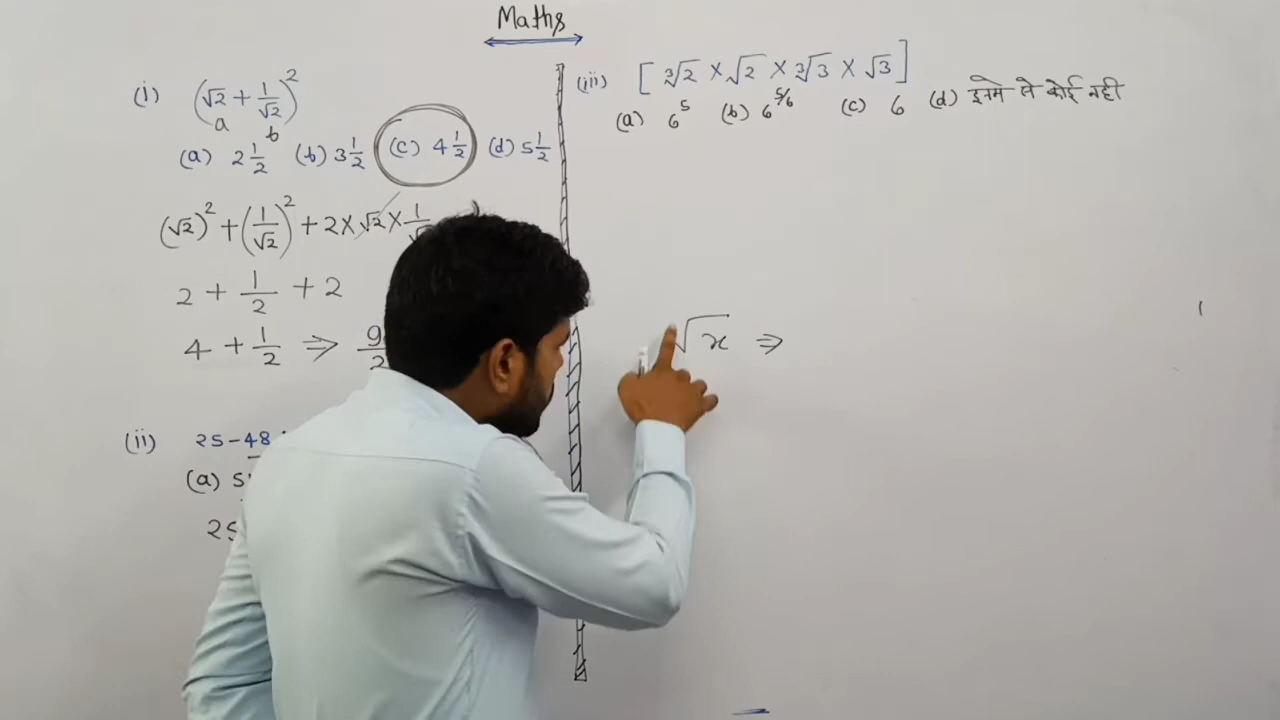 Maths
(i) (√2 + 1/√2)²
a b
(a) 2 1/2 (b) 3 1/2 (c) 4 1/2 (d) 5 1/2
(√2)² + (1/√2)² + 2 × √2 × 1/
2 + 1/2 + 2
4 + 1/2 ⇒ 9/2
(ii) 25 - 48
(a) 5
25
(iii) [ ∛2 × √2 × ∛3 × √3 ]
(a) 6⁵ (b) 6^5/6 (c) 6 (d) इनमे से कोई नही
√x ⇒